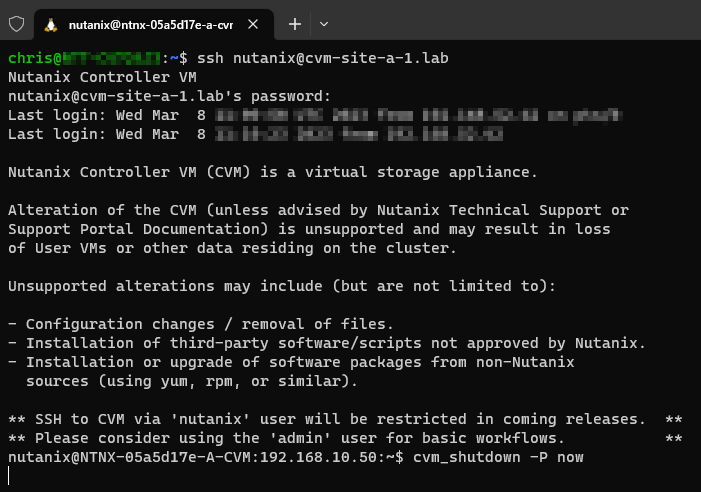 nutanix@ntnx-05a5d17e-a-cvm
chris@:~$ ssh nutanix@cvm-site-a-1.lab
Nutanix Controller VM
nutanix@cvm-site-a-1.lab's password:
Last login: Wed Mar  8
Last login: Wed Mar  8
Nutanix Controller VM (CVM) is a virtual storage appliance.
Alteration of the CVM (unless advised by Nutanix Technical Support or
Support Portal Documentation) is unsupported and may result in loss
of User VMs or other data residing on the cluster.
Unsupported alterations may include (but are not limited to):
- Configuration changes / removal of files.
- Installation of third-party software/scripts not approved by Nutanix.
- Installation or upgrade of software packages from non-Nutanix
  sources (using yum, rpm, or similar).
** SSH to CVM via 'nutanix' user will be restricted in coming releases.  **
** Please consider using the 'admin' user for basic workflows.           **
nutanix@NTNX-05a5d17e-A-CVM:192.168.10.50:~$ cvm_shutdown -P now